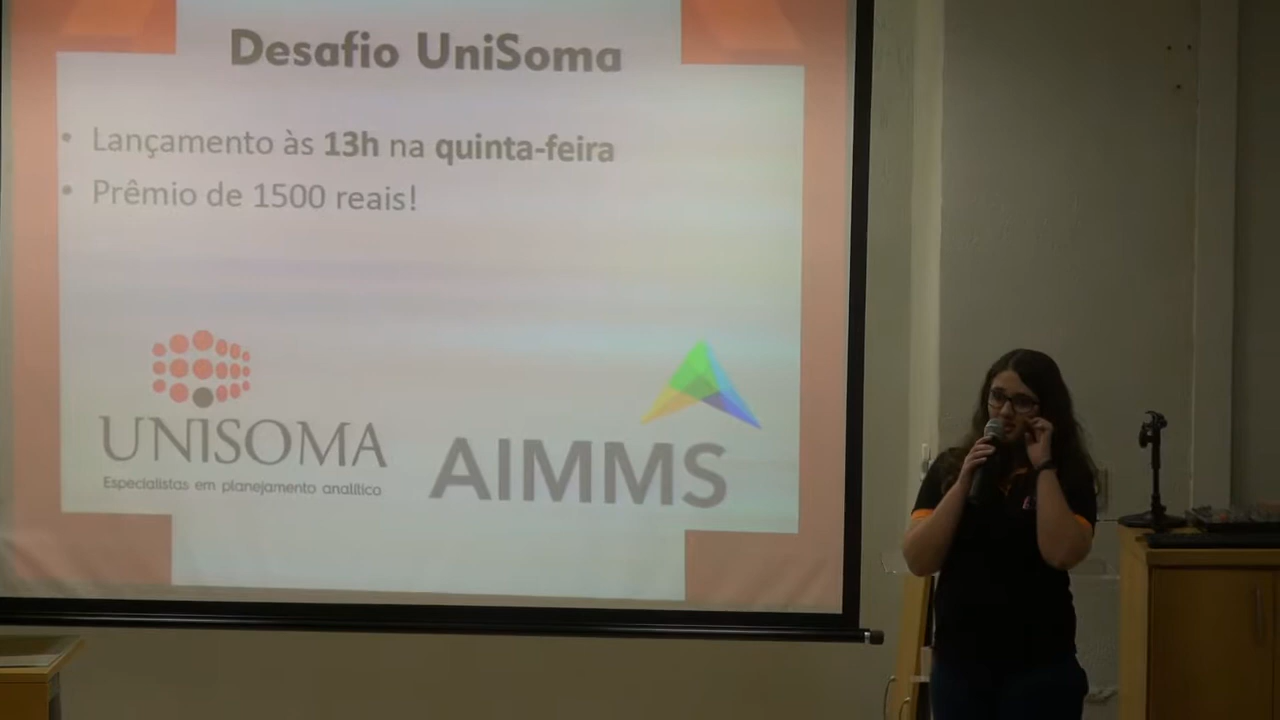 Desafio UniSoma
• Lançamento às 13h na quinta-feira
• Prêmio de 1500 reais!
UNISOMA
Especialistas em planejamento analítico
AIMMS